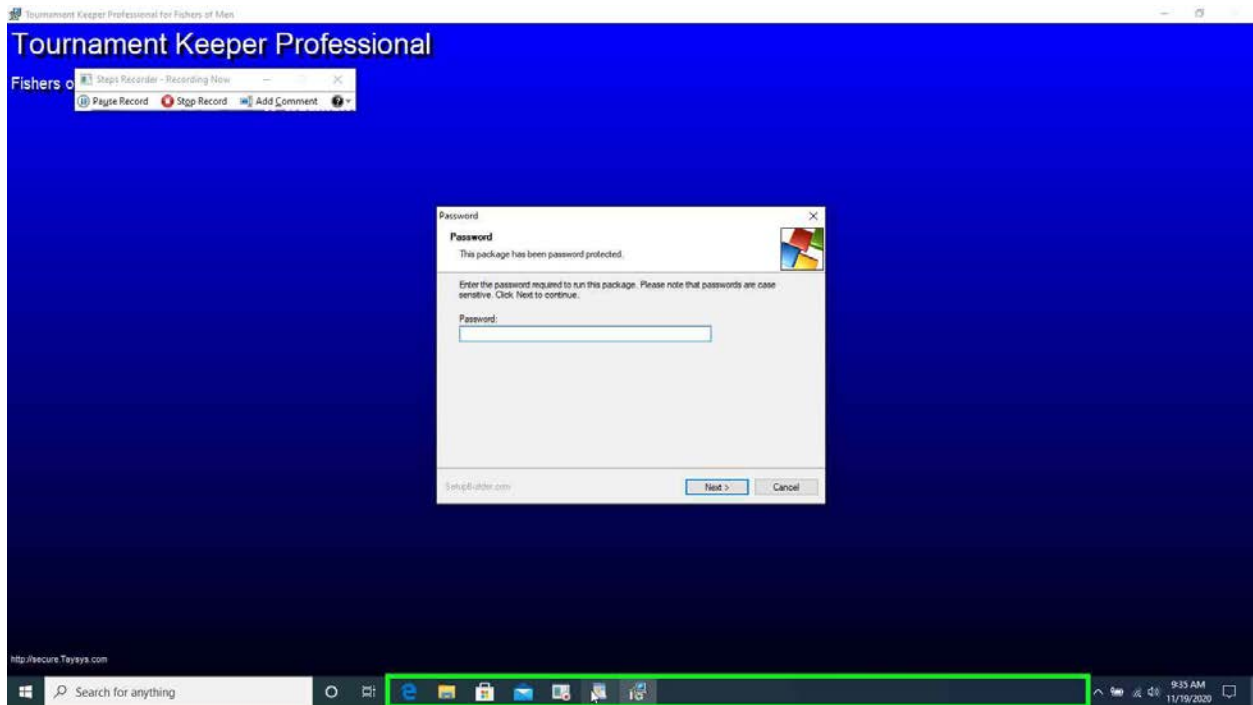 Tournament Keeper Professional for Fishers of Men
Tournament Keeper Professional
Fishers o
Steps Recorder - Recording Now
Pause Record Stop Record Add Comment
Password
Password
This package has been password protected.
Enter the password required to run this package. Please note that passwords are case
sensitive. Click Next to continue.
Password:
SetupBuilder.com
Next > Cancel
http://secure.Taysys.com
Search for anything
9:35 AM
11/19/2020